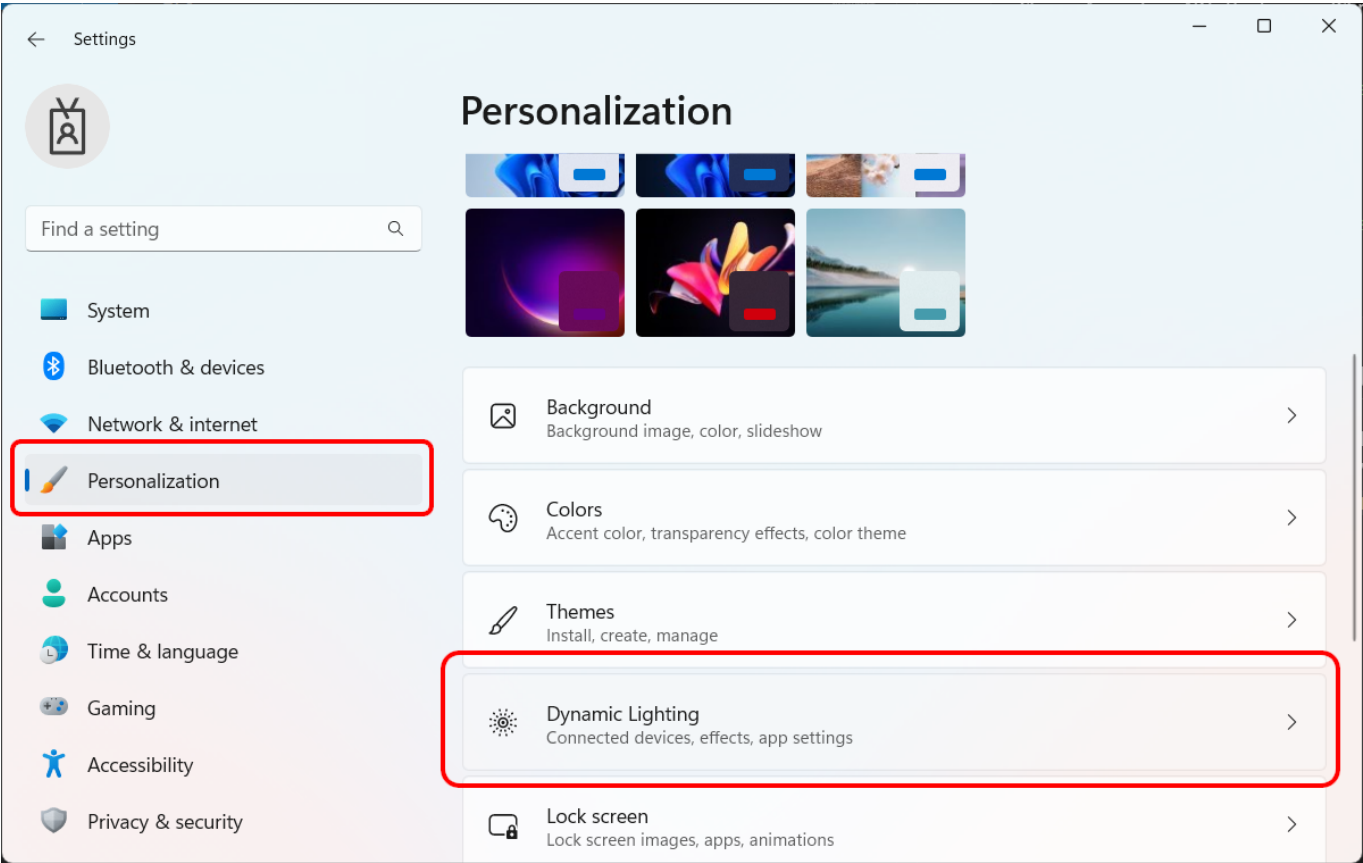 Settings
Find a setting
System
Bluetooth & devices
Network & internet
Personalization
Apps
Accounts
Time & language
Gaming
Accessibility
Privacy & security
Personalization
Background
Background image, color, slideshow
Colors
Accent color, transparency effects, color theme
Themes
Install, create, manage
Dynamic Lighting
Connected devices, effects, app settings
Lock screen
Lock screen images, apps, animations